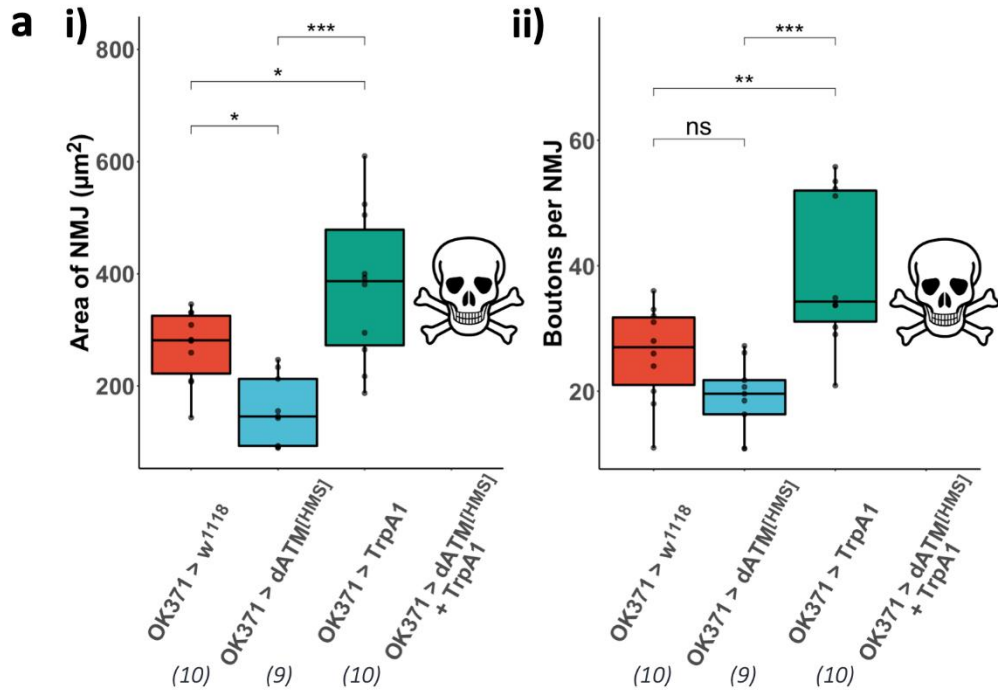 a i)
Area of NMJ (µm²)
800
600
400
200
***
*
*
OK371 > w¹¹¹⁸
OK371 > dATM[HMS]
OK371 > TrpA1
OK371 > dATM[HMS]
+ TrpA1
(10)
(9)
(10)
ii)
Boutons per NMJ
60
40
20
***
**
ns
OK371 > w¹¹¹⁸
OK371 > dATM[HMS]
OK371 > TrpA1
OK371 > dATM[HMS]
+ TrpA1
(10)
(9)
(10)